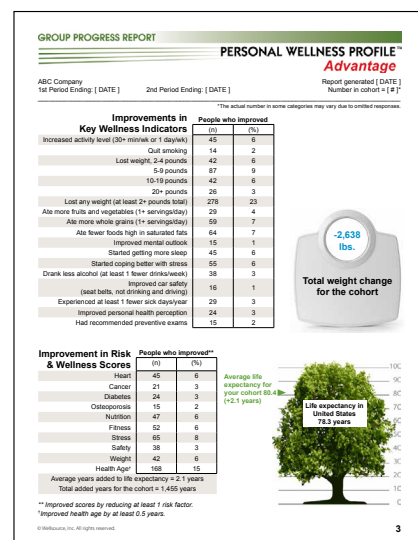 GROUP PROGRESS REPORT
PERSONAL WELLNESS PROFILE™
Advantage
ABC Company Report generated [ DATE ]
1st Period Ending: [ DATE ] 2nd Period Ending: [ DATE ] Number in cohort = [ # ]*
*The actual number in some categories may vary due to omitted responses.
Improvements in Key Wellness Indicators
People who improved
(n) (%)
Increased activity level (30+ min/wk or 1 day/wk) 45 6
Quit smoking 14 2
Lost weight, 2-4 pounds 42 6
5-9 pounds 87 9
10-19 pounds 42 6
20+ pounds 26 3
Lost any weight (at least 2+ pounds total) 278 23
Ate more fruits and vegetables (1+ servings/day) 29 4
Ate more whole grains (1+ servings/day) 59 7
Ate fewer foods high in saturated fats 64 7
Improved mental outlook 15 1
Started getting more sleep 45 6
Started coping better with stress 55 6
Drank less alcohol (at least 1 fewer drinks/week) 38 3
Improved car safety
(seat belts, not drinking and driving) 16 1
Experienced at least 1 fewer sick days/year 29 3
Improved personal health perception 24 3
Had recommended preventive exams 15 2
-2,638
lbs.
Total weight change
for the cohort
Improvement in Risk
& Wellness Scores
People who improved**
(n) (%)
Heart 45 6
Cancer 21 3
Diabetes 24 3
Osteoporosis 15 2
Nutrition 47 6
Fitness 52 6
Stress 65 8
Safety 38 3
Weight 42 6
Health Age† 168 15
Average years added to life expectancy = 2.1 years
Total added years for the cohort = 1,455 years
** Improved scores by reducing at least 1 risk factor.
†Improved health age by at least 0.5 years.
Average life
expectancy for
your cohort 80.4
(+2.1 years)
Life expectancy in
United States
78.3 years
100
90
80
70
60
50
40
30
20
10
0
© Wellsource, Inc. All rights reserved. 3